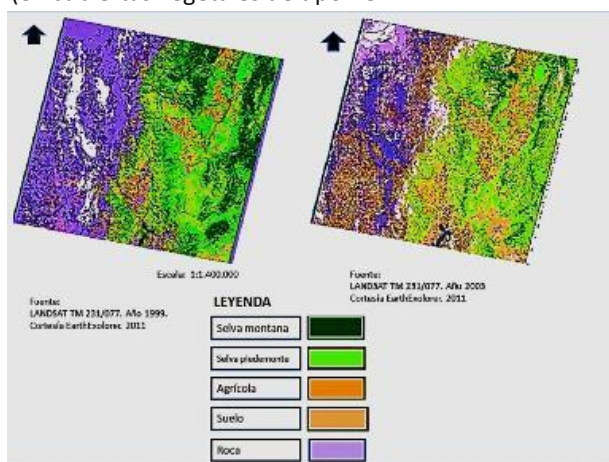 Escala: 1:1.400.000
Fuente:
LANDSAT TM 231/077. Año 1999.
Cortesía EarthExplorer. 2011
Fuente:
LANDSAT TM 231/077. Año 2003
Cortesía EarthExplorer. 2011
LEYENDA
Selva montana
Selva piedemonte
Agrícola
Suelo
Roca